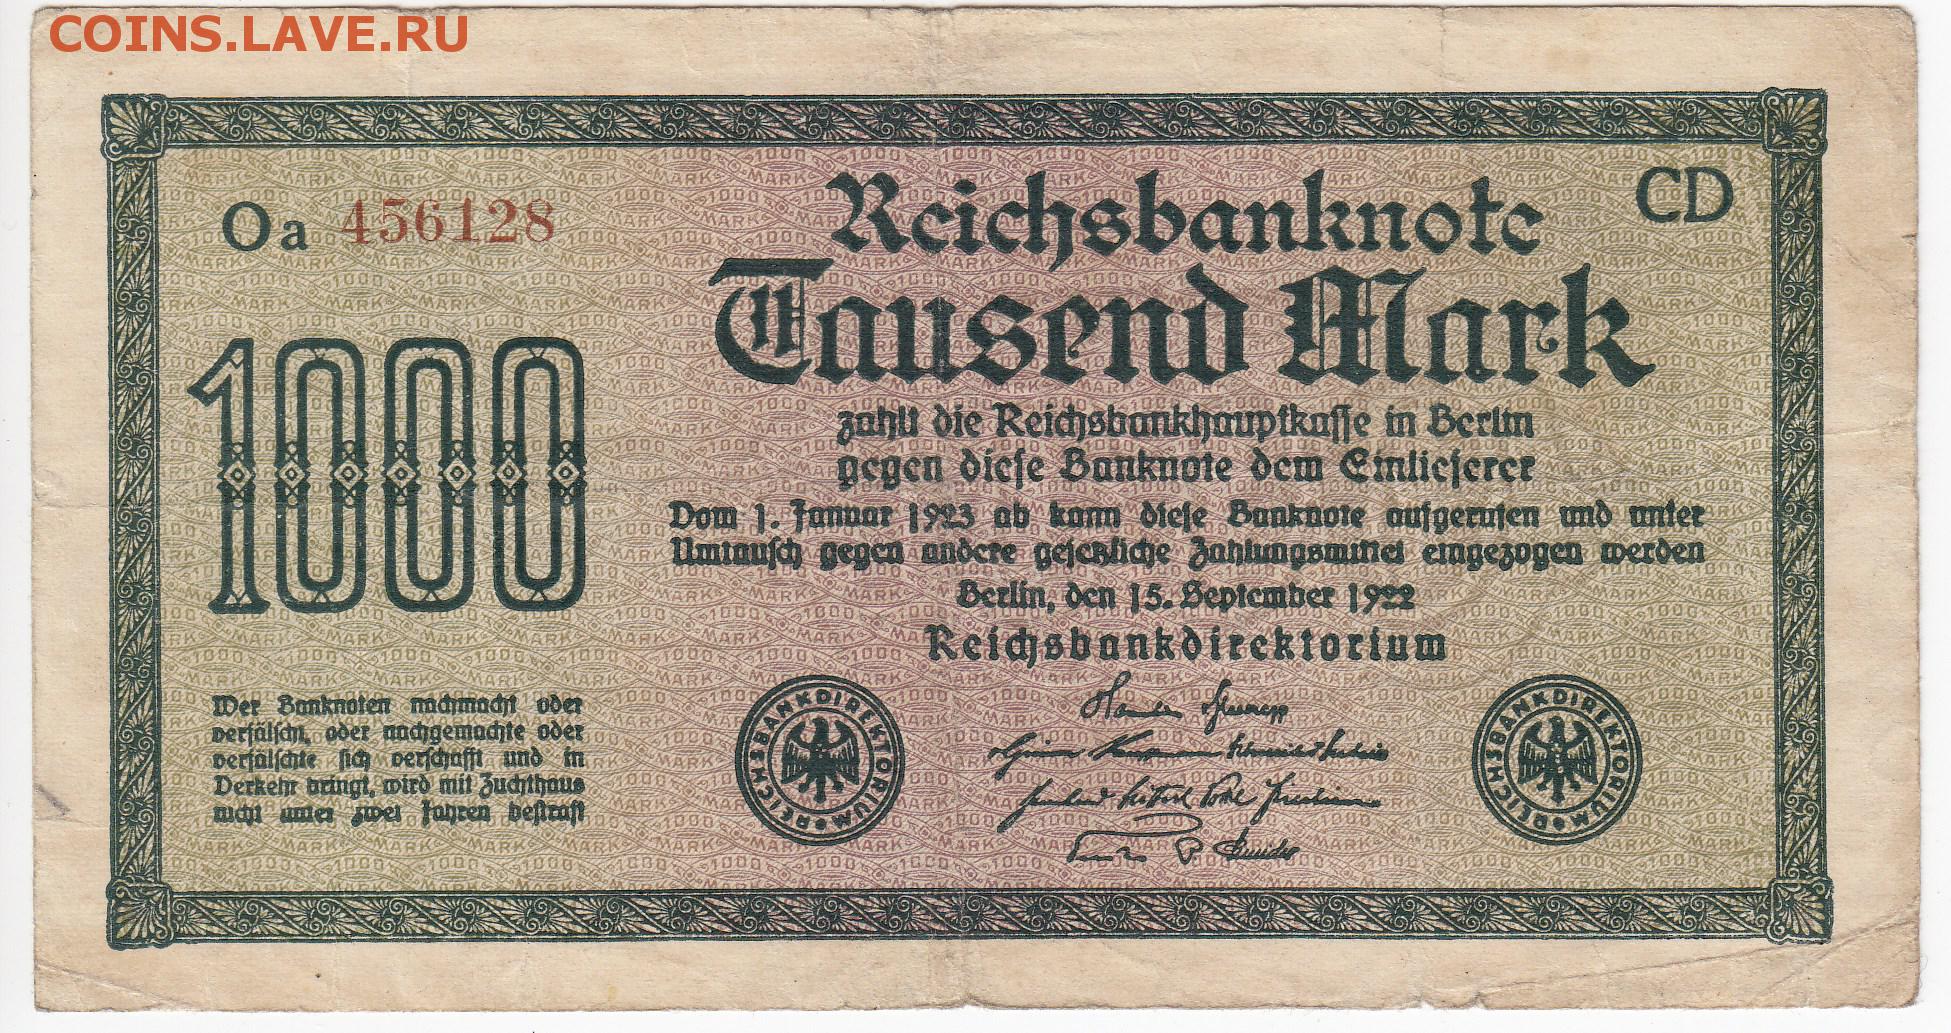 COINS.LAVE.RU
Oa 456128
CD
Reichsbanknote
Tausend Mark
1000
zahlt die Reichsbankhauptkasse in Berlin
gegen diese Banknote dem Einlieferer
Vom 1. Januar 1923 ab kann diese Banknote aufgerufen und unter
Umtausch gegen andere gesetzliche Zahlungsmittel eingezogen werden
Berlin, den 15. September 1922
Reichsbankdirektorium
Wer Banknoten nachmacht oder
verfälscht, oder nachgemachte oder
verfälschte sich verschafft und in
Verkehr bringt, wird mit Zuchthaus
nicht unter zwei Jahren bestraft
REICHSBANKDIREKTORIUM
REICHSBANKDIREKTORIUM